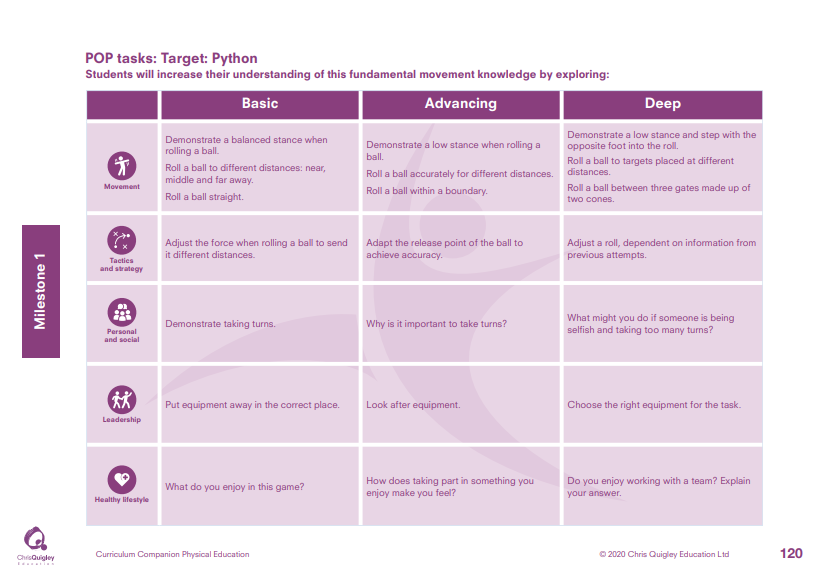 POP tasks: Target: Python
Students will increase their understanding of this fundamental movement knowledge by exploring:
Basic
Advancing
Deep
Movement
Demonstrate a balanced stance when
rolling a ball.
Roll a ball to different distances: near,
middle and far away.
Roll a ball straight.
Demonstrate a low stance when rolling a
ball.
Roll a ball accurately for different distances.
Roll a ball within a boundary.
Demonstrate a low stance and step with the
opposite foot into the roll.
Roll a ball to targets placed at different
distances.
Roll a ball between three gates made up of
two cones.
Tactics
and strategy
Adjust the force when rolling a ball to send
it different distances.
Adapt the release point of the ball to
achieve accuracy.
Adjust a roll, dependent on information from
previous attempts.
Milestone 1
Personal
and social
Demonstrate taking turns.
Why is it important to take turns?
What might you do if someone is being
selfish and taking too many turns?
Leadership
Put equipment away in the correct place.
Look after equipment.
Choose the right equipment for the task.
Healthy lifestyle
What do you enjoy in this game?
How does taking part in something you
enjoy make you feel?
Do you enjoy working with a team? Explain
your answer.
ChrisQuigley
Education
Curriculum Companion Physical Education
© 2020 Chris Quigley Education Ltd
120